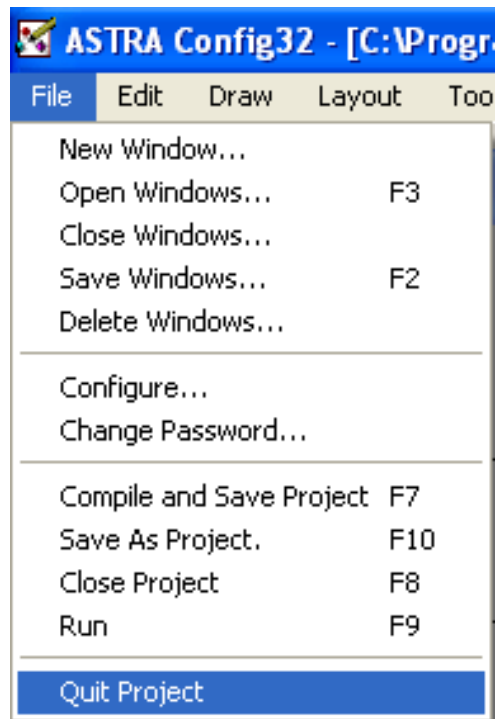 ASTRA Config32 - [C:\Progr
File Edit Draw Layout Too
New Window...
Open Windows... F3
Close Windows...
Save Windows... F2
Delete Windows...
Configure...
Change Password...
Compile and Save Project F7
Save As Project. F10
Close Project F8
Run F9
Quit Project